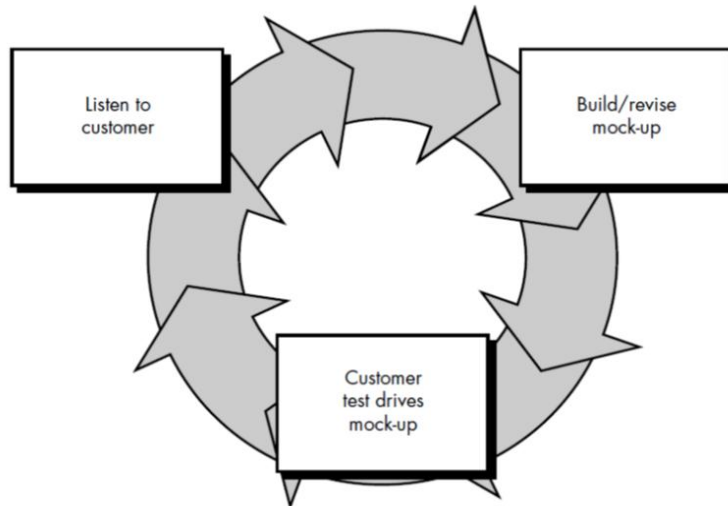 Listen to
customer
Build/revise
mock-up
Customer
test drives
mock-up